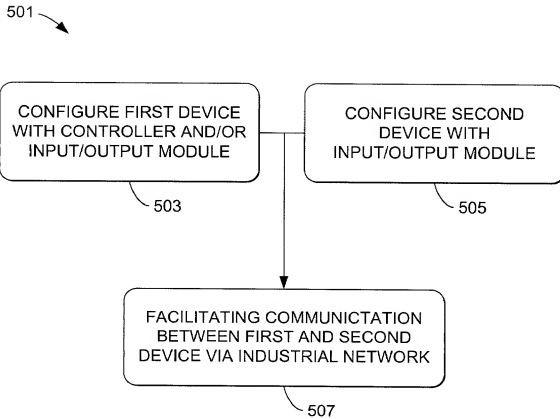 501
CONFIGURE FIRST DEVICE
WITH CONTROLLER AND/OR
INPUT/OUTPUT MODULE
503
CONFIGURE SECOND
DEVICE WITH
INPUT/OUTPUT MODULE
505
FACILITATING COMMUNICTATION
BETWEEN FIRST AND SECOND
DEVICE VIA INDUSTRIAL NETWORK
507